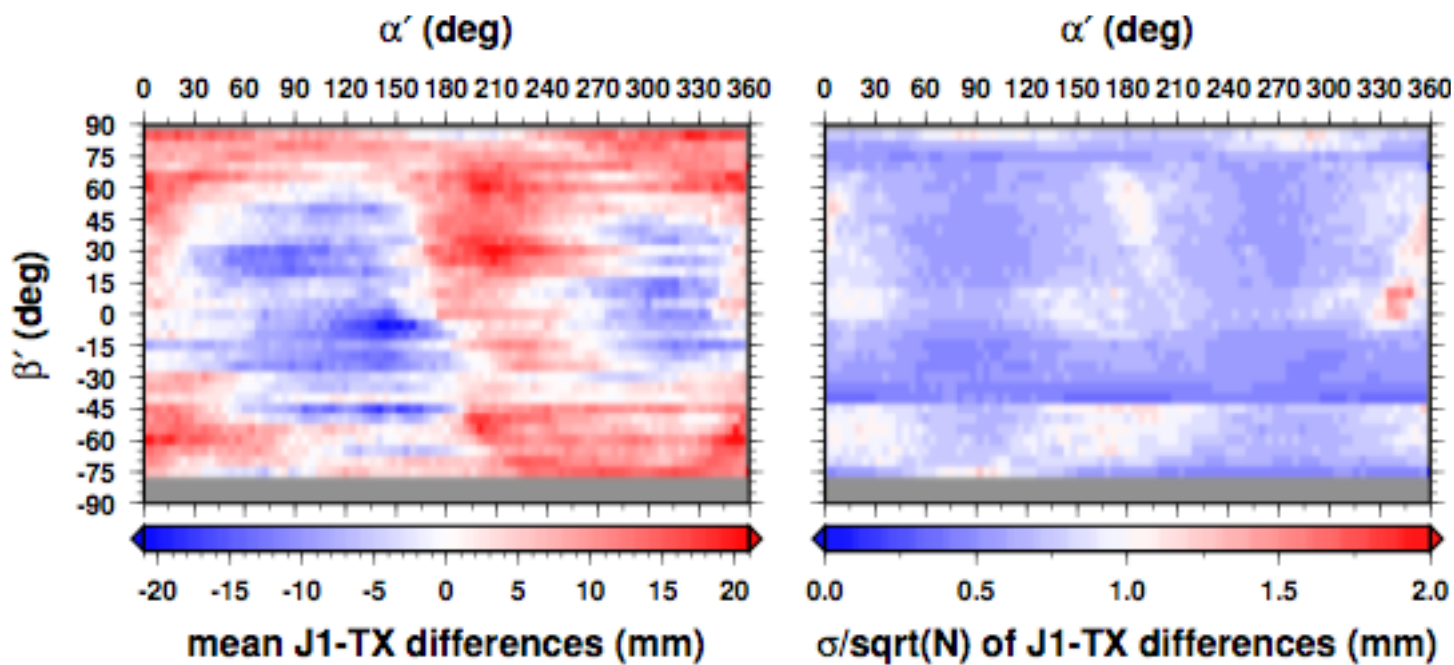 α′ (deg) α′ (deg)
0 30 60 90 120 150 180 210 240 270 300 330 360 0 30 60 90 120 150 180 210 240 270 300 330 360
90
75
60
45
30
15
0
-15
-30
-45
-60
-75
-90
β′ (deg)
-20 -15 -10 -5 0 5 10 15 20 0.0 0.5 1.0 1.5 2.0
mean J1-TX differences (mm) σ/sqrt(N) of J1-TX differences (mm)